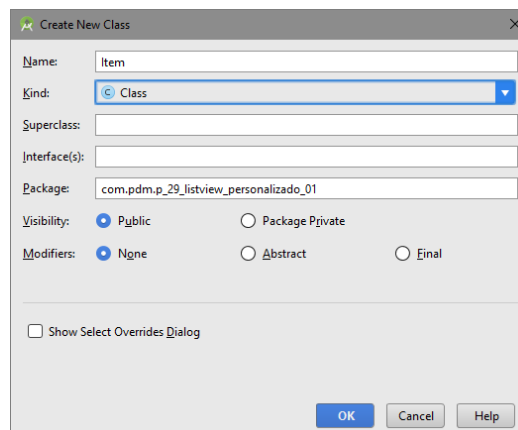 Create New Class
Name: Item
Kind: C Class
Superclass:
Interface(s):
Package: com.pdm.p_29_listview_personalizado_01
Visibility: Public Package Private
Modifiers: None Abstract Final
Show Select Overrides Dialog
OK Cancel Help